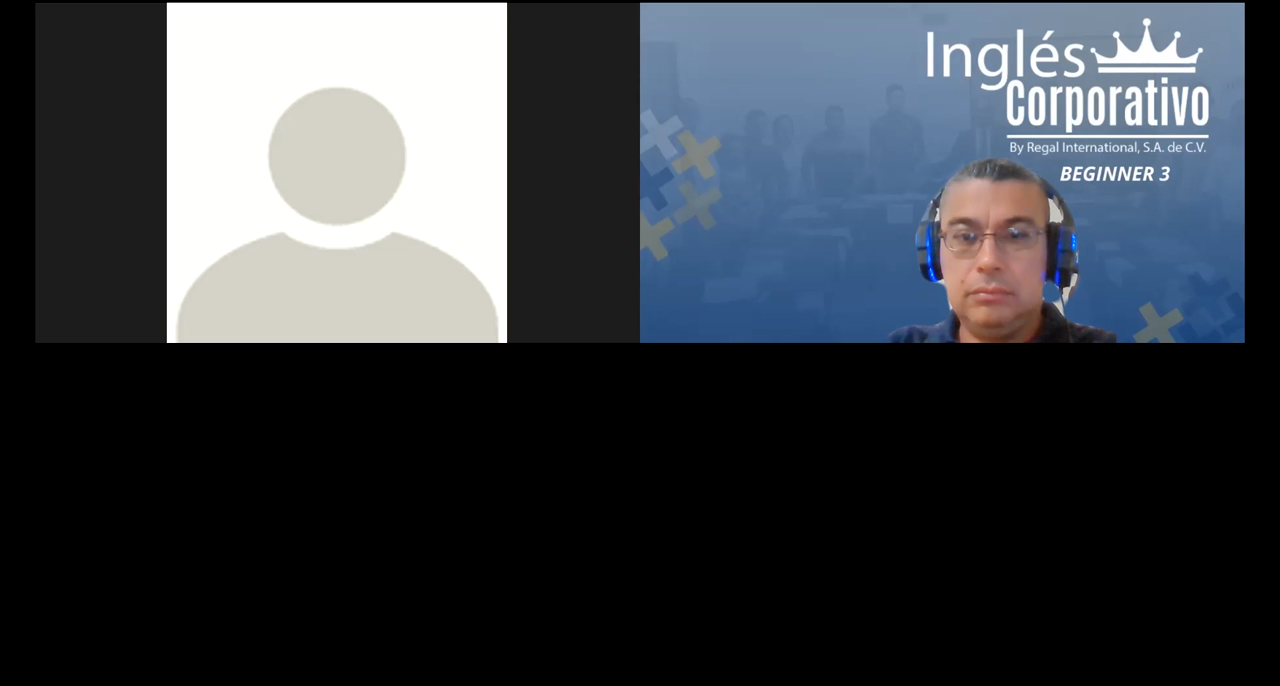 Inglés
Corporativo
By Regal International, S.A. de C.V.
BEGINNER 3